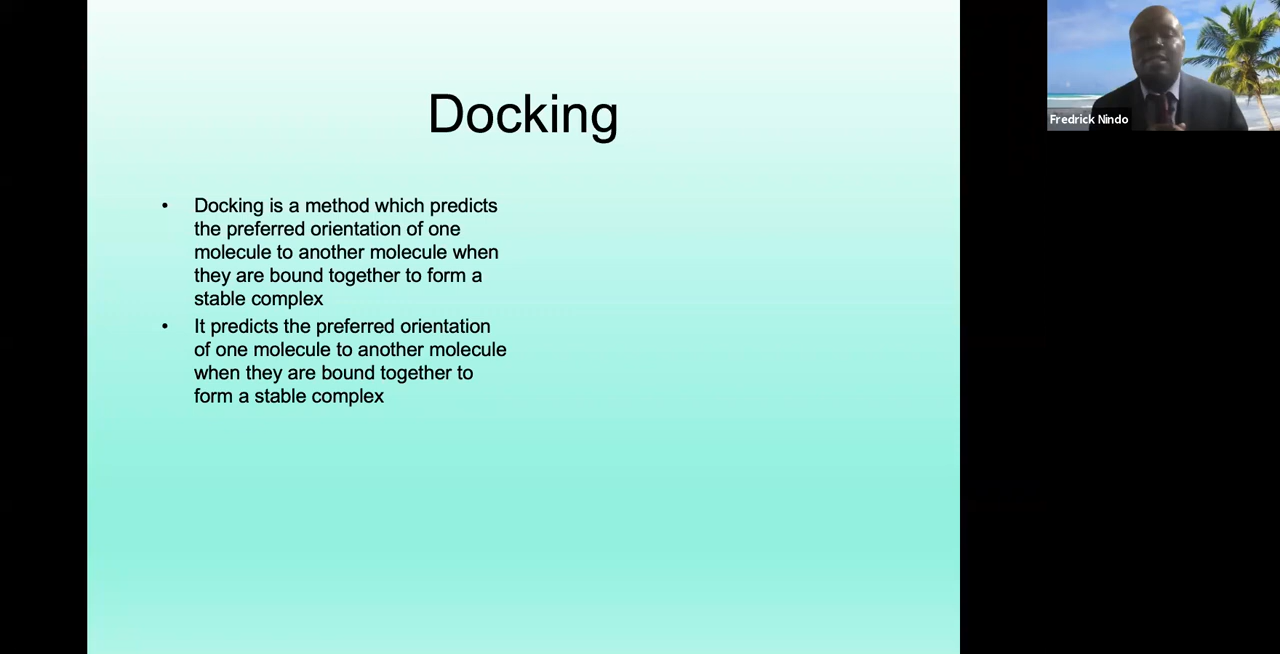 Docking
• Docking is a method which predicts
the preferred orientation of one
molecule to another molecule when
they are bound together to form a
stable complex
• It predicts the preferred orientation
of one molecule to another molecule
when they are bound together to
form a stable complex
Fredrick Nindo